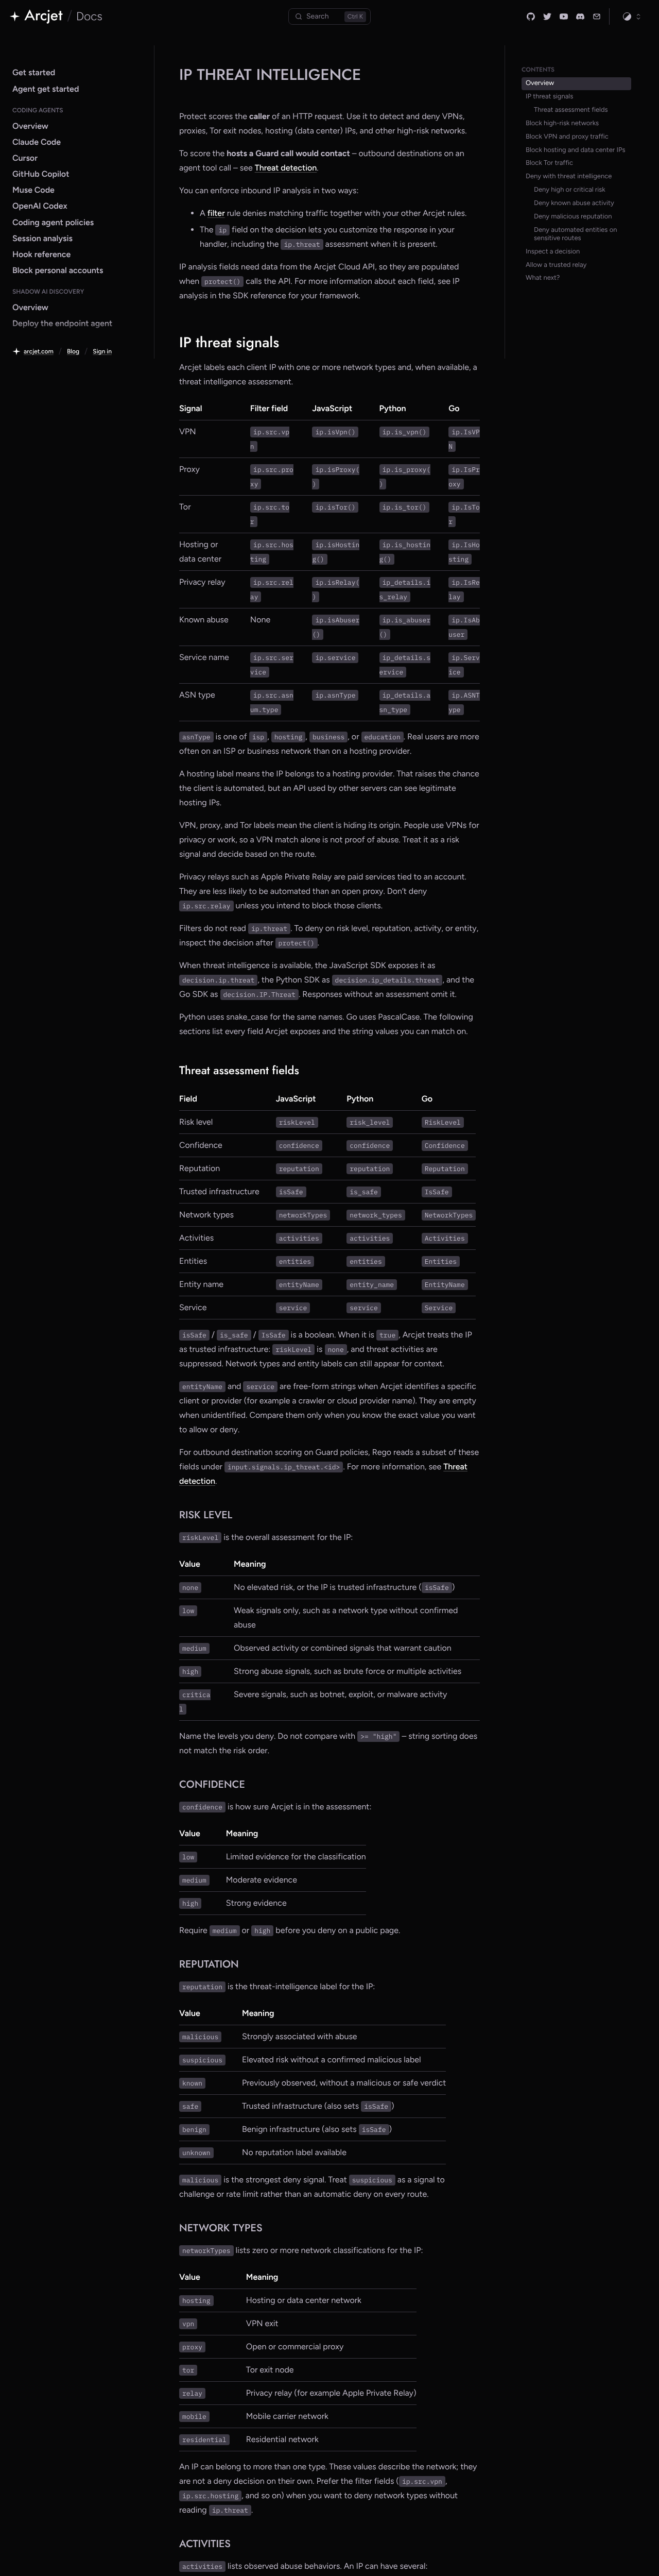 Arcjet / Docs
Search Ctrl K
Get started
Agent get started
CODING AGENTS
Overview
Claude Code
Cursor
GitHub Copilot
Muse Code
OpenAI Codex
Coding agent policies
Session analysis
Hook reference
Block personal accounts
SHADOW AI DISCOVERY
Overview
Deploy the endpoint agent
arcjet.com / Blog / Sign in
IP THREAT INTELLIGENCE
Protect scores the caller of an HTTP request. Use it to detect and deny VPNs,
proxies, Tor exit nodes, hosting (data center) IPs, and other high-risk networks.
To score the hosts a Guard call would contact – outbound destinations on an
agent tool call – see Threat detection.
You can enforce inbound IP analysis in two ways:
A filter rule denies matching traffic together with your other Arcjet rules.
The ip field on the decision lets you customize the response in your
handler, including the ip.threat assessment when it is present.
IP analysis fields need data from the Arcjet Cloud API, so they are populated
when protect() calls the API. For more information about each field, see IP
analysis in the SDK reference for your framework.
IP threat signals
Arcjet labels each client IP with one or more network types and, when available, a
threat intelligence assessment.
Signal Filter field JavaScript Python Go
VPN ip.src.vp ip.isVpn() ip.is_vpn() ip.IsVP
n N
Proxy ip.src.pro ip.isProxy( ip.is_proxy( ip.IsPr
xy ) ) oxy
Tor ip.src.to ip.isTor() ip.is_tor() ip.IsTo
r r
Hosting or ip.src.hos ip.isHostin ip.is_hostin ip.IsHo
data center ting g() g() sting
Privacy relay ip.src.rel ip.isRelay( ip_details.i ip.IsRe
ay ) s_relay lay
Known abuse None ip.isAbuser ip.is_abuser ip.IsAb
() () user
Service name ip.src.ser ip.service ip_details.s ip.Serv
vice ervice ice
ASN type ip.src.asn ip.asnType ip_details.a ip.ASNT
um.type sn_type ype
asnType is one of isp, hosting, business, or education. Real users are more
often on an ISP or business network than on a hosting provider.
A hosting label means the IP belongs to a hosting provider. That raises the chance
the client is automated, but an API used by other servers can see legitimate
hosting IPs.
VPN, proxy, and Tor labels mean the client is hiding its origin. People use VPNs for
privacy or work, so a VPN match alone is not proof of abuse. Treat it as a risk
signal and decide based on the route.
Privacy relays such as Apple Private Relay are paid services tied to an account.
They are less likely to be automated than an open proxy. Don't deny
ip.src.relay unless you intend to block those clients.
Filters do not read ip.threat. To deny on risk level, reputation, activity, or entity,
inspect the decision after protect().
When threat intelligence is available, the JavaScript SDK exposes it as
decision.ip.threat, the Python SDK as decision.ip_details.threat, and the
Go SDK as decision.IP.Threat. Responses without an assessment omit it.
Python uses snake_case for the same names. Go uses PascalCase. The following
sections list every field Arcjet exposes and the string values you can match on.
Threat assessment fields
Field JavaScript Python Go
Risk level riskLevel risk_level RiskLevel
Confidence confidence confidence Confidence
Reputation reputation reputation Reputation
Trusted infrastructure isSafe is_safe IsSafe
Network types networkTypes network_types NetworkTypes
Activities activities activities Activities
Entities entities entities Entities
Entity name entityName entity_name EntityName
Service service service Service
isSafe / is_safe / IsSafe is a boolean. When it is true, Arcjet treats the IP
as trusted infrastructure: riskLevel is none, and threat activities are
suppressed. Network types and entity labels can still appear for context.
entityName and service are free-form strings when Arcjet identifies a specific
client or provider (for example a crawler or cloud provider name). They are empty
when unidentified. Compare them only when you know the exact value you want
to allow or deny.
For outbound destination scoring on Guard policies, Rego reads a subset of these
fields under input.signals.ip_threat.<id>. For more information, see Threat
detection.
RISK LEVEL
riskLevel is the overall assessment for the IP:
Value Meaning
none No elevated risk, or the IP is trusted infrastructure (isSafe)
low Weak signals only, such as a network type without confirmed
abuse
medium Observed activity or combined signals that warrant caution
high Strong abuse signals, such as brute force or multiple activities
critica Severe signals, such as botnet, exploit, or malware activity
l
Name the levels you deny. Do not compare with >= "high" – string sorting does
not match the risk order.
CONFIDENCE
confidence is how sure Arcjet is in the assessment:
Value Meaning
low Limited evidence for the classification
medium Moderate evidence
high Strong evidence
Require medium or high before you deny on a public page.
REPUTATION
reputation is the threat-intelligence label for the IP:
Value Meaning
malicious Strongly associated with abuse
suspicious Elevated risk without a confirmed malicious label
known Previously observed, without a malicious or safe verdict
safe Trusted infrastructure (also sets isSafe)
benign Benign infrastructure (also sets isSafe)
unknown No reputation label available
malicious is the strongest deny signal. Treat suspicious as a signal to
challenge or rate limit rather than an automatic deny on every route.
NETWORK TYPES
networkTypes lists zero or more network classifications for the IP:
Value Meaning
hosting Hosting or data center network
vpn VPN exit
proxy Open or commercial proxy
tor Tor exit node
relay Privacy relay (for example Apple Private Relay)
mobile Mobile carrier network
residential Residential network
An IP can belong to more than one type. These values describe the network; they
are not a deny decision on their own. Prefer the filter fields (ip.src.vpn,
ip.src.hosting, and so on) when you want to deny network types without
reading ip.threat.
ACTIVITIES
activities lists observed abuse behaviors. An IP can have several:
CONTENTS
Overview
IP threat signals
Threat assessment fields
Block high-risk networks
Block VPN and proxy traffic
Block hosting and data center IPs
Block Tor traffic
Deny with threat intelligence
Deny high or critical risk
Deny known abuse activity
Deny malicious reputation
Deny automated entities on
sensitive routes
Inspect a decision
Allow a trusted relay
What next?